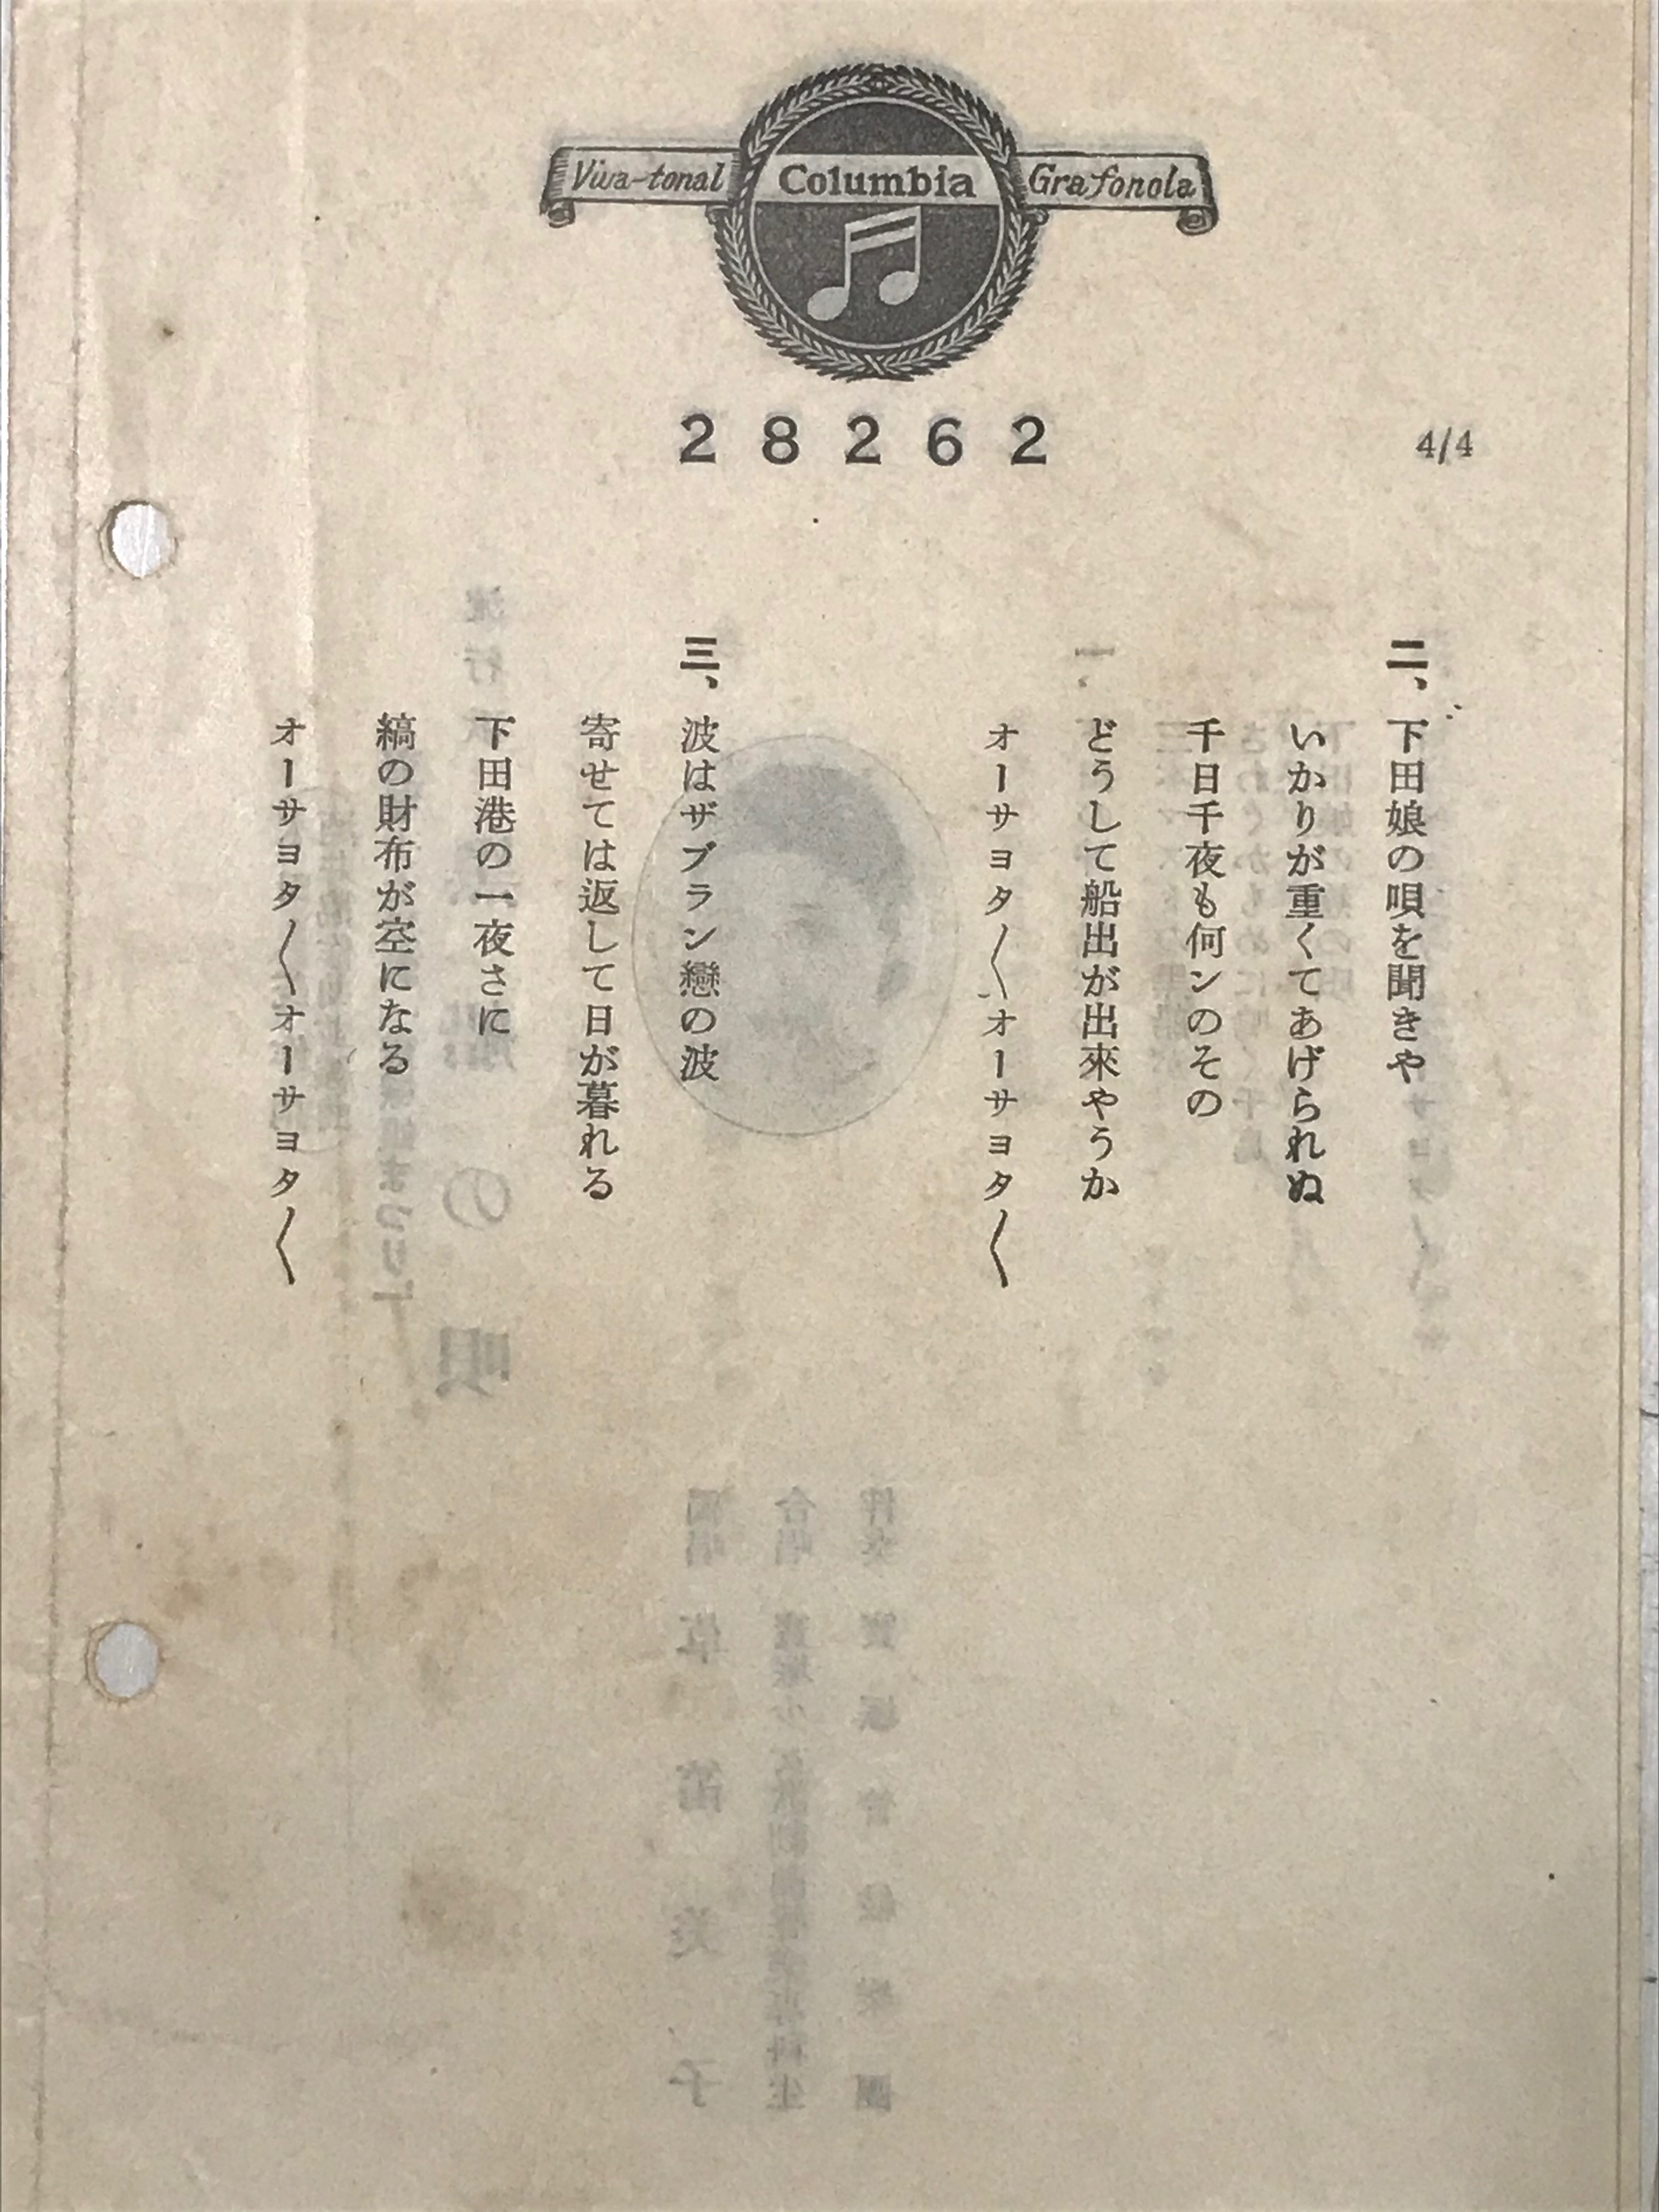 Viva-tonal Columbia Grafonola
28262
4/4
二、下田娘の唄を聞きや
いかりが重くてあげられぬ
千日千夜も何ンのその
どうして船出が出來やうか
オーサヨタ〳〵オーサヨタ〳〵
三、波はザブラン戀の波
寄せては返して日が暮れる
下田港の一夜さに
縞の財布が空になる
オーサヨタ〳〵オーサヨタ〳〵